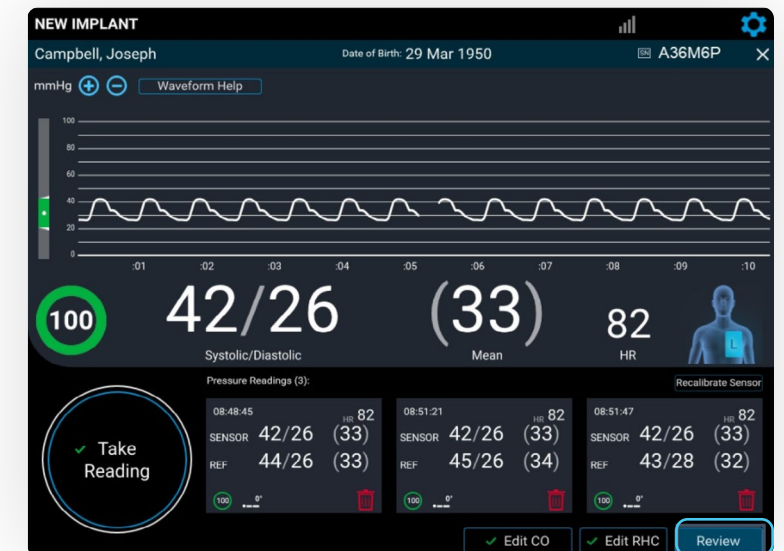 NEW IMPLANT
Campbell, Joseph Date of Birth: 29 Mar 1950 SN A36M6P
mmHg Waveform Help
100
80
60
40
20
0
:01 :02 :03 :04 :05 :06 :07 :08 :09 :10
100 42/26 (33) 82
Systolic/Diastolic Mean HR
L
Pressure Readings (3): Recalibrate Sensor
Take Reading
08:48:45 HR 82
SENSOR 42/26 (33)
REF 44/26 (33)
100 .__0°
08:51:21 HR 82
SENSOR 42/26 (33)
REF 45/26 (34)
100 .__0°
08:51:47 HR 82
SENSOR 42/26 (33)
REF 43/28 (32)
100 .__0°
Edit CO Edit RHC Review